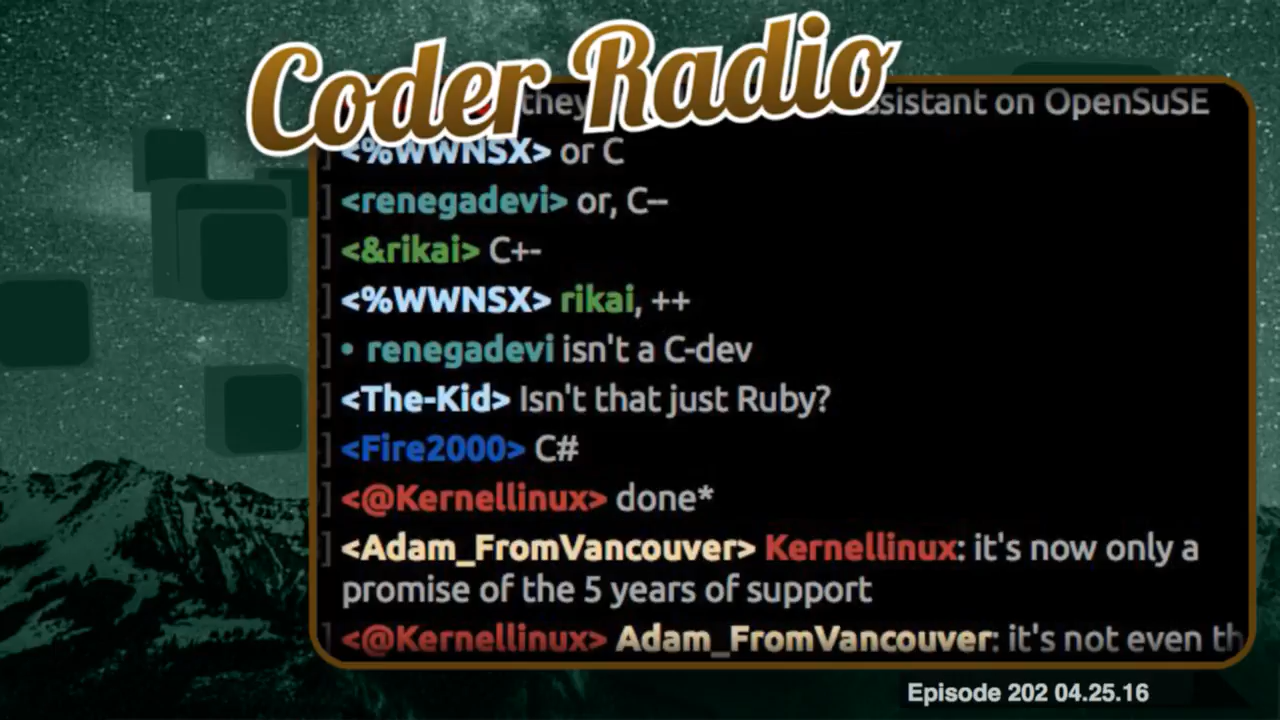 Coder Radio
they ssistant on OpenSuSE
] <%WWNSX> or C
] <renegadevi> or, C--
] <&rikai> C+-
] <%WWNSX> rikai, ++
] • renegadevi isn't a C-dev
] <The-Kid> Isn't that just Ruby?
] <Fire2000> C#
] <@Kernellinux> done*
] <Adam_FromVancouver> Kernellinux: it's now only a
promise of the 5 years of support
] <@Kernellinux> Adam_FromVancouver: it's not even th
Episode 202 04.25.16